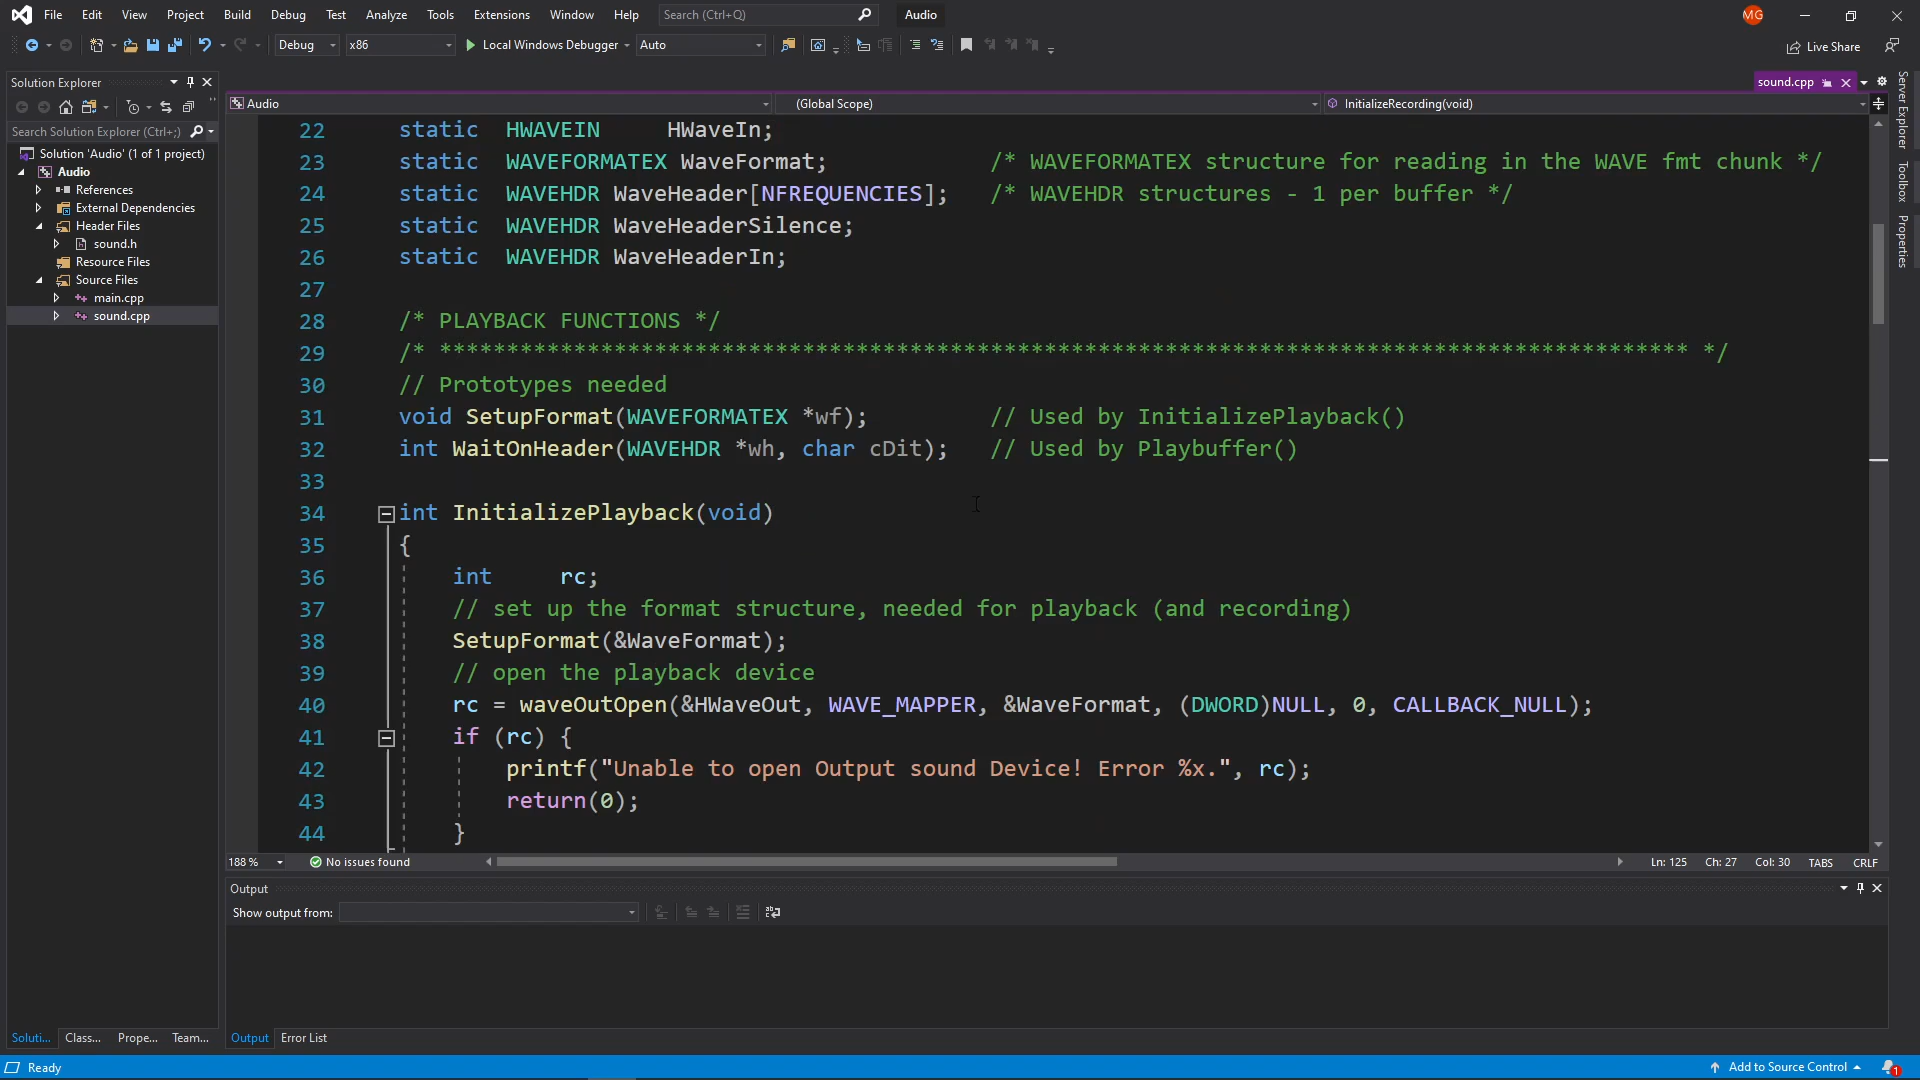 File Edit View Project Build Debug Test Analyze Tools Extensions Window Help Search (Ctrl+Q) Audio MG
Debug x86 Local Windows Debugger Auto Live Share
Solution Explorer
Search Solution Explorer (Ctrl+;)
Solution 'Audio' (1 of 1 project)
Audio
References
External Dependencies
Header Files
sound.h
Resource Files
Source Files
main.cpp
sound.cpp
Soluti... Class... Prope... Team...
sound.cpp
Audio (Global Scope) InitializeRecording(void)
22 static HWAVEIN HWaveIn;
23 static WAVEFORMATEX WaveFormat; /* WAVEFORMATEX structure for reading in the WAVE fmt chunk */
24 static WAVEHDR WaveHeader[NFREQUENCIES]; /* WAVEHDR structures - 1 per buffer */
25 static WAVEHDR WaveHeaderSilence;
26 static WAVEHDR WaveHeaderIn;
27
28 /* PLAYBACK FUNCTIONS */
29 /* ********************************************************************************************* */
30 // Prototypes needed
31 void SetupFormat(WAVEFORMATEX *wf); // Used by InitializePlayback()
32 int WaitOnHeader(WAVEHDR *wh, char cDit); // Used by Playbuffer()
33
34 int InitializePlayback(void)
35 {
36 int rc;
37 // set up the format structure, needed for playback (and recording)
38 SetupFormat(&WaveFormat);
39 // open the playback device
40 rc = waveOutOpen(&HWaveOut, WAVE_MAPPER, &WaveFormat, (DWORD)NULL, 0, CALLBACK_NULL);
41 if (rc) {
42 printf("Unable to open Output sound Device! Error %x.", rc);
43 return(0);
44 }
188 % No issues found Ln: 125 Ch: 27 Col: 30 TABS CRLF
Output
Show output from:
Output Error List
Server Explorer
Toolbox
Properties
Ready Add to Source Control 1